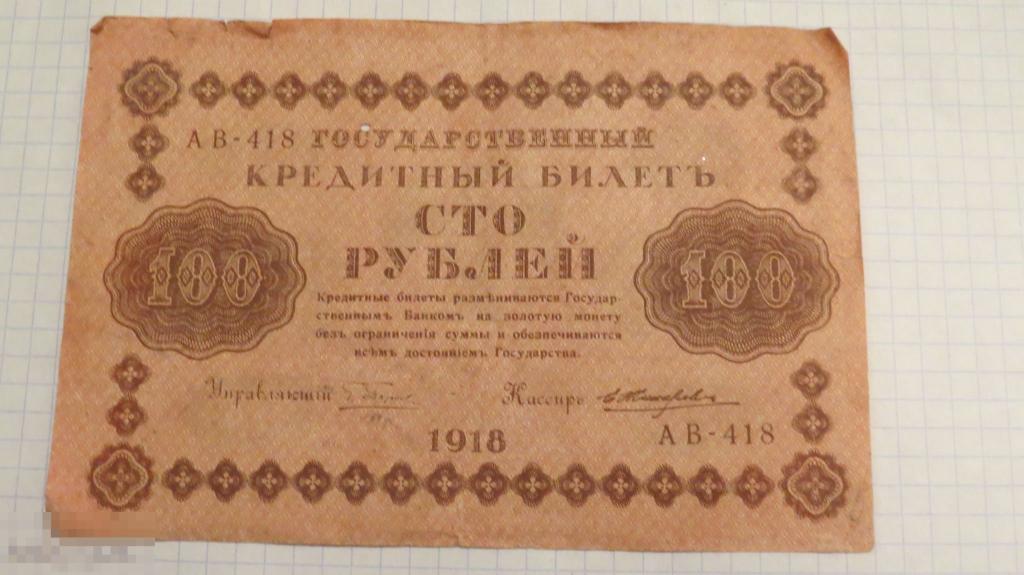 АВ-418 ГОСУДАРСТВЕННЫЙ
КРЕДИТНЫЙ БИЛЕТЪ
СТО
РУБЛЕЙ
100
100
Кредитные билеты размѣниваются Государ-
ственнымъ Банкомъ на золотую монету
безъ ограниченія суммы и обезпечиваются
всѣмъ достояніемъ Государства.
Управляющій
Кассиръ
1918
АВ-418